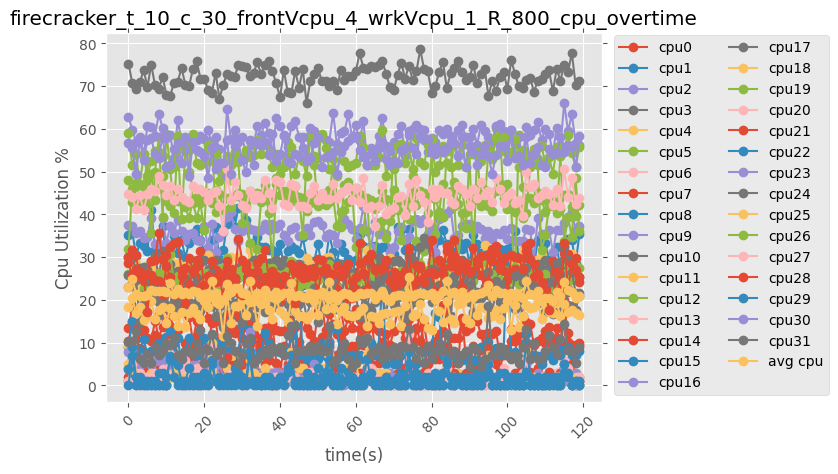 firecracker_t_10_c_30_frontVcpu_4_wrkVcpu_1_R_800_cpu_overtime
80
70
60
50
40
30
20
10
0
Cpu Utilization %
0
20
40
60
80
100
120
time(s)
cpu0
cpu1
cpu2
cpu3
cpu4
cpu5
cpu6
cpu7
cpu8
cpu9
cpu10
cpu11
cpu12
cpu13
cpu14
cpu15
cpu16
cpu17
cpu18
cpu19
cpu20
cpu21
cpu22
cpu23
cpu24
cpu25
cpu26
cpu27
cpu28
cpu29
cpu30
cpu31
avg cpu